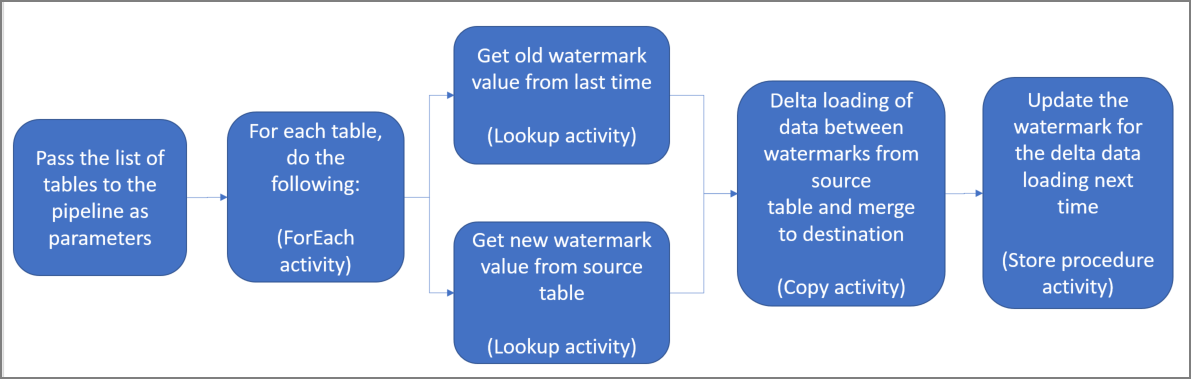 Pass the list of
tables to the
pipeline as
parameters
For each table,
do the
following:
(ForEach
activity)
Get old watermark
value from last time
(Lookup activity)
Get new watermark
value from source
table
(Lookup activity)
Delta loading of
data between
watermarks from
source
table and merge
to destination
(Copy activity)
Update the
watermark for
the delta data
loading next
time
(Store procedure
activity)